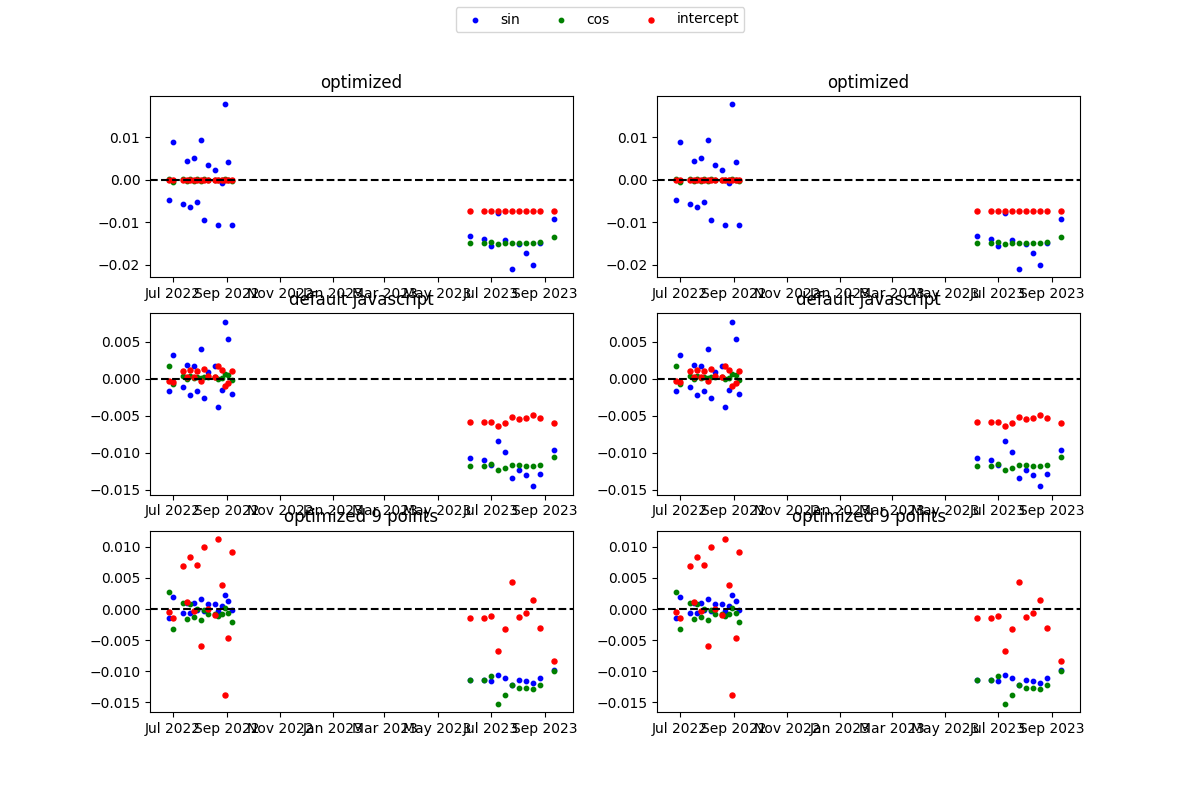 sin cos intercept
optimized optimized
0.01 0.01
0.00 0.00
−0.01 −0.01
−0.02 −0.02
Jul 2022 Sep 2022 Nov 2022 Jan 2023 Mar 2023 May 2023 Jul 2023 Sep 2023 Jul 2022 Sep 2022 Nov 2022 Jan 2023 Mar 2023 May 2023 Jul 2023 Sep 2023
default javascript default javascript
0.005 0.005
0.000 0.000
−0.005 −0.005
−0.010 −0.010
−0.015 −0.015
Jul 2022 Sep 2022 Nov 2022 Jan 2023 Mar 2023 May 2023 Jul 2023 Sep 2023 Jul 2022 Sep 2022 Nov 2022 Jan 2023 Mar 2023 May 2023 Jul 2023 Sep 2023
optimized 9 points optimized 9 points
0.010 0.010
0.005 0.005
0.000 0.000
−0.005 −0.005
−0.010 −0.010
−0.015 −0.015
Jul 2022 Sep 2022 Nov 2022 Jan 2023 Mar 2023 May 2023 Jul 2023 Sep 2023 Jul 2022 Sep 2022 Nov 2022 Jan 2023 Mar 2023 May 2023 Jul 2023 Sep 2023